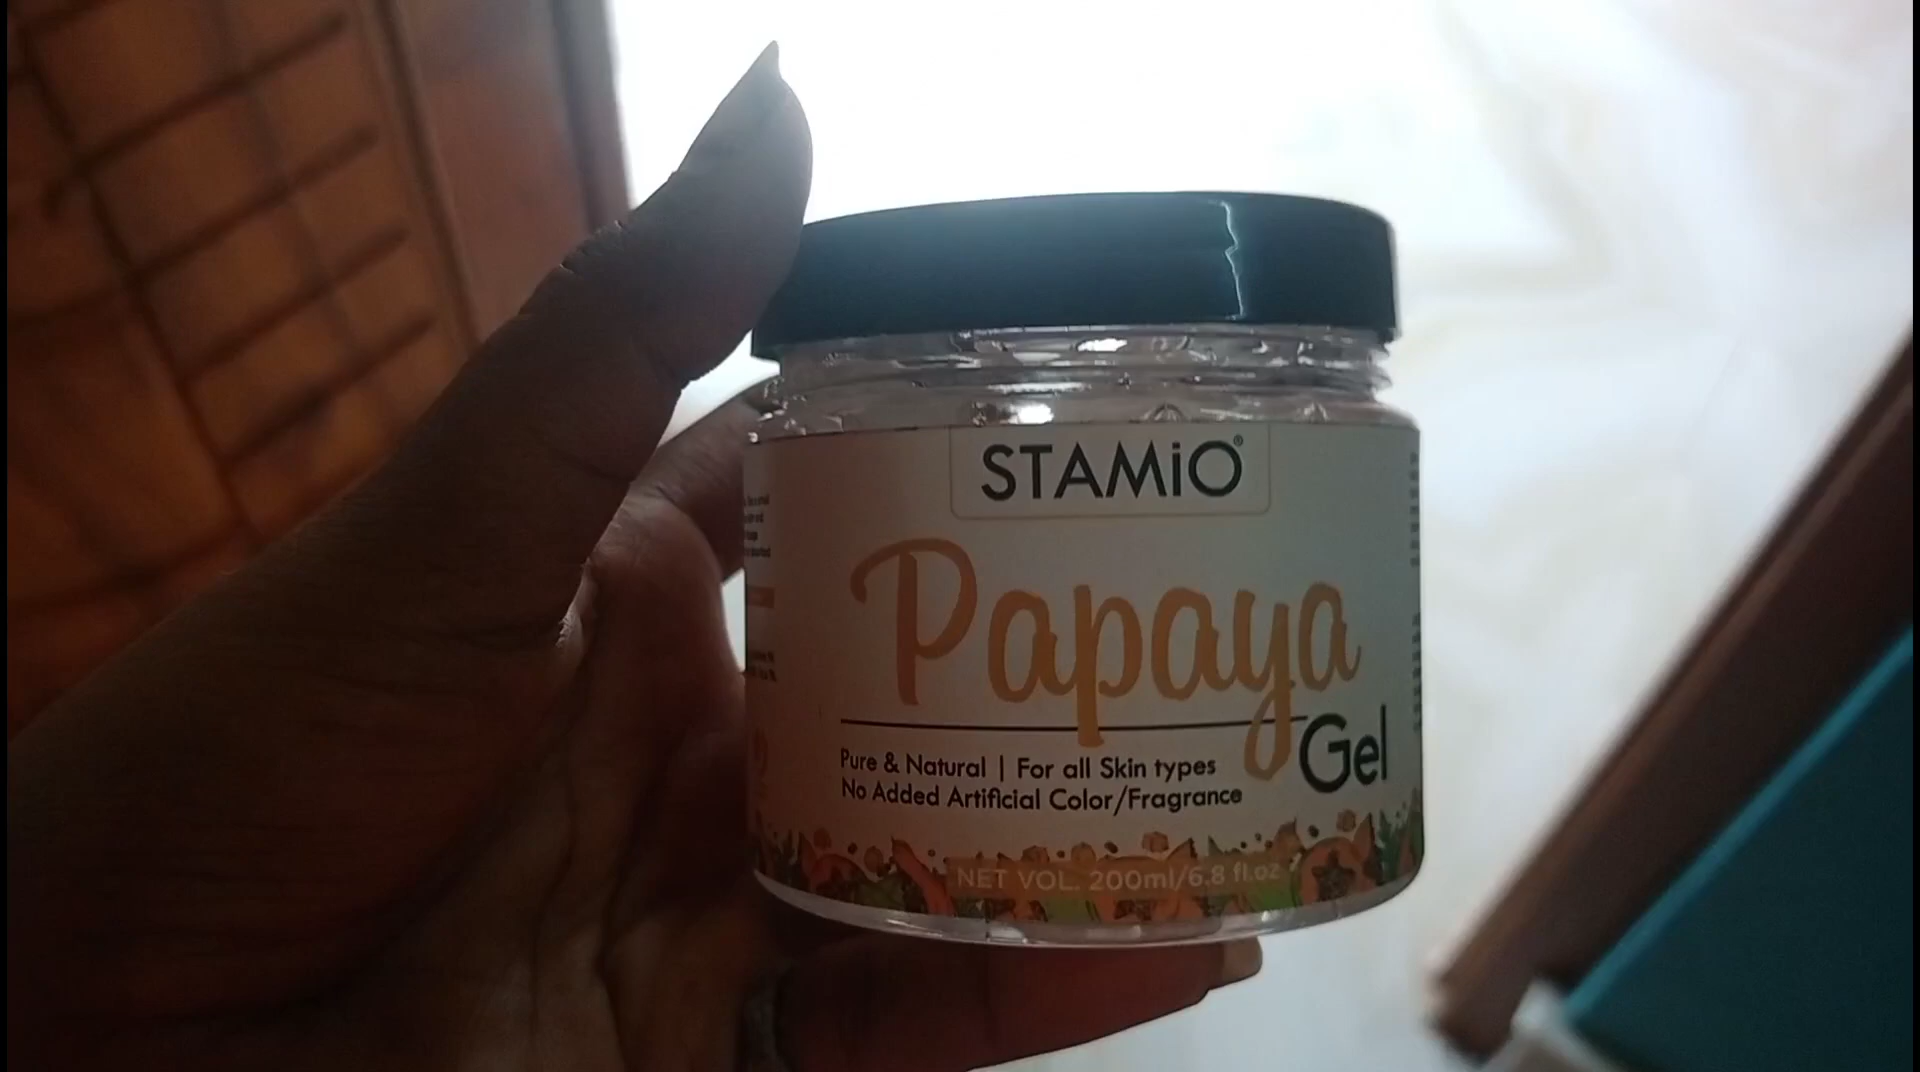 STAMiO®
Papaya
Gel
Pure & Natural | For all Skin types
No Added Artificial Color/Fragrance
NET VOL. 200ml/6.8 fl.oz